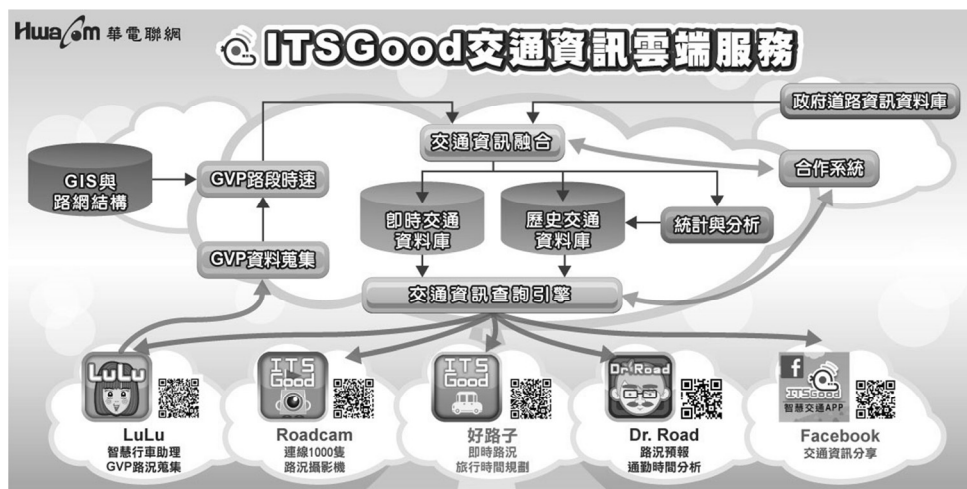 HwaCom 華電聯網
ITSGood交通資訊雲端服務
政府道路資訊資料庫
交通資訊融合
合作系統
GIS與
路網結構
GVP路段時速
即時交通
資料庫
歷史交通
資料庫
統計與分析
GVP資料蒐集
交通資訊查詢引擎
LuLu
LuLu
智慧行車助理
GVP路況蒐集
ITS
Good
Roadcam
連線1000隻
路況攝影機
ITS
Good
好路子
即時路況
旅行時間規劃
Dr. Road
Dr. Road
路況預報
通勤時間分析
f
ITSGood
智慧交通APP
Facebook
交通資訊分享